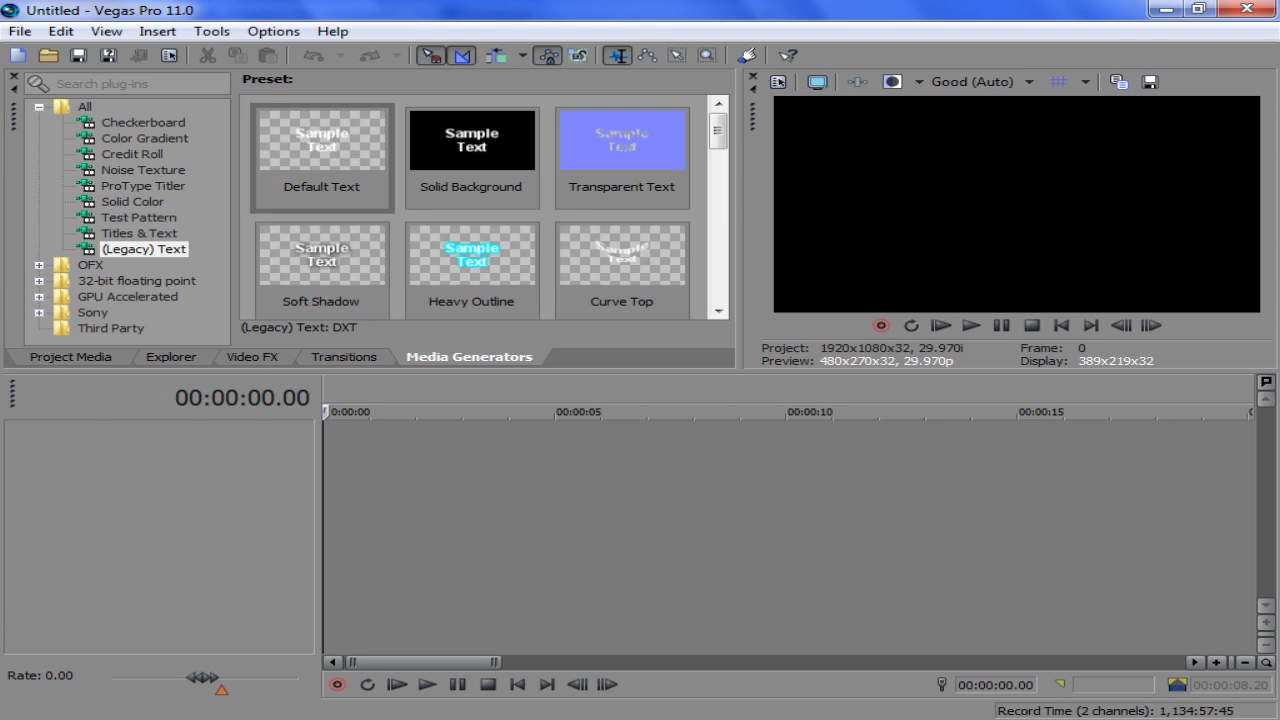 Untitled - Vegas Pro 11.0
File Edit View Insert Tools Options Help
Search plug-ins
Preset:
Good (Auto)
All
Checkerboard
Color Gradient
Credit Roll
Noise Texture
ProType Titler
Solid Color
Test Pattern
Titles & Text
(Legacy) Text
OFX
32-bit floating point
GPU Accelerated
Sony
Third Party
Sample
Text
Default Text
Sample
Text
Solid Background
Sample
Text
Transparent Text
Sample
Text
Soft Shadow
Sample
Text
Heavy Outline
Sample
Text
Curve Top
(Legacy) Text: DXT
Project Media Explorer Video FX Transitions Media Generators
Project: 1920x1080x32, 29.970i Frame: 0
Preview: 480x270x32, 29.970p Display: 389x219x32
00:00:00.00
0:00:00 00:00:05 00:00:10 00:00:15
Rate: 0.00
00:00:00.00 00:00:08.20
Record Time (2 channels): 1,134:57:45